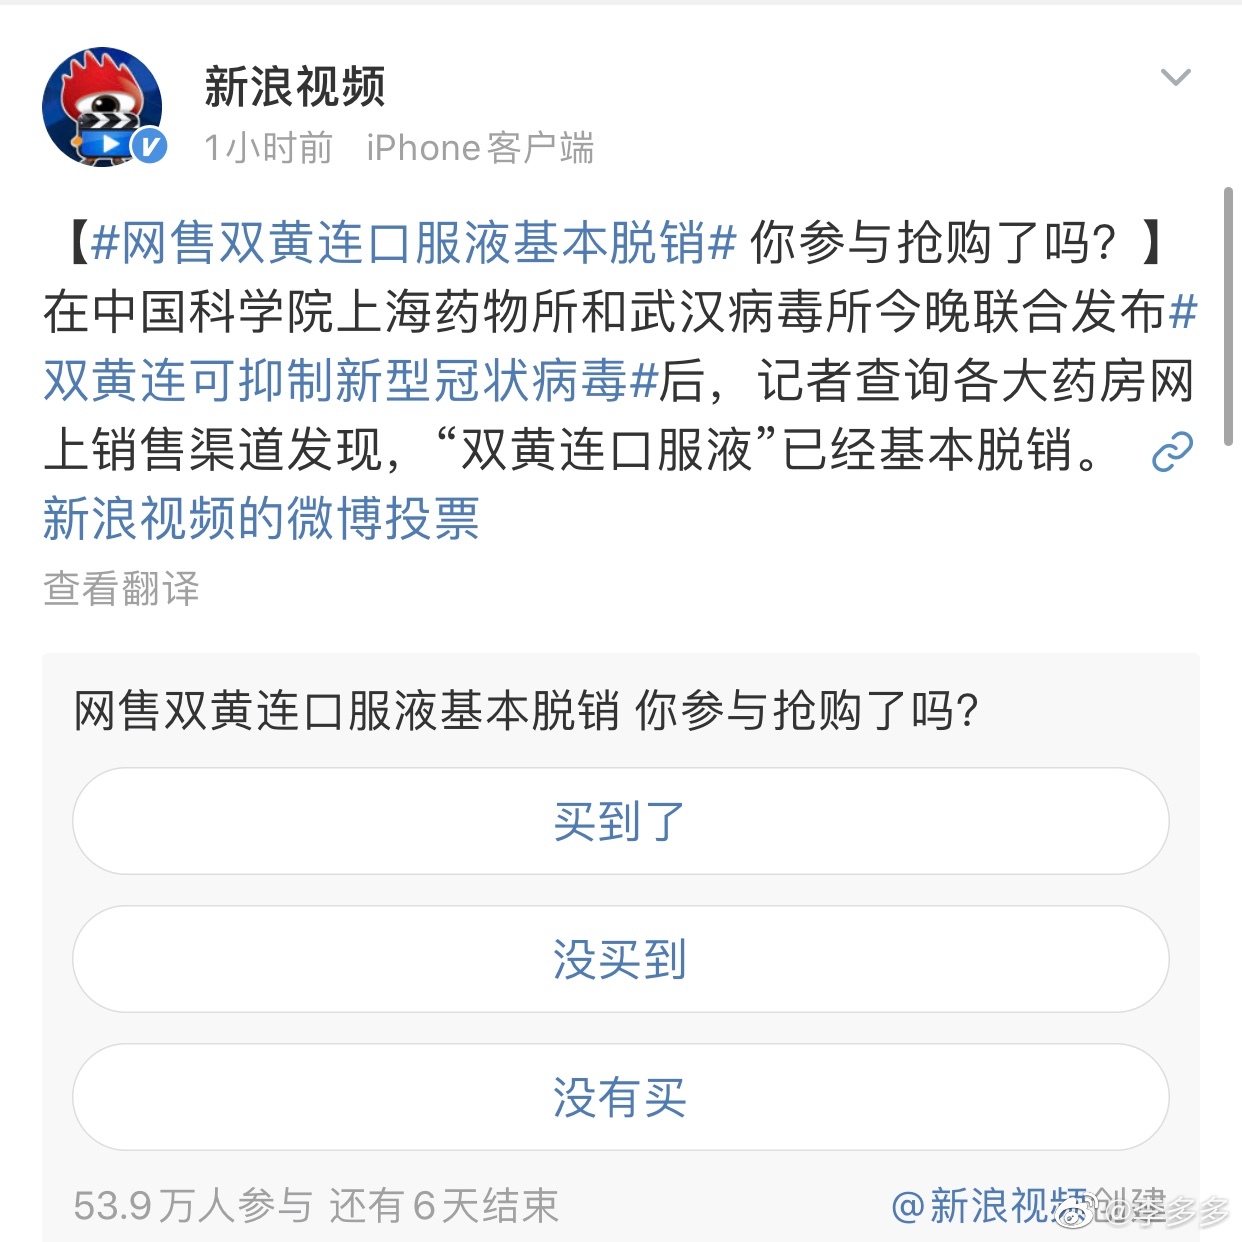 新浪视频
1小时前 iPhone客户端
【#网售双黄连口服液基本脱销# 你参与抢购了吗？】
在中国科学院上海药物所和武汉病毒所今晚联合发布#
双黄连可抑制新型冠状病毒#后，记者查询各大药房网
上销售渠道发现，“双黄连口服液”已经基本脱销。
新浪视频的微博投票
查看翻译
网售双黄连口服液基本脱销 你参与抢购了吗?
买到了
没买到
没有买
53.9万人参与 还有6天结束
@新浪视频创建
@季多多